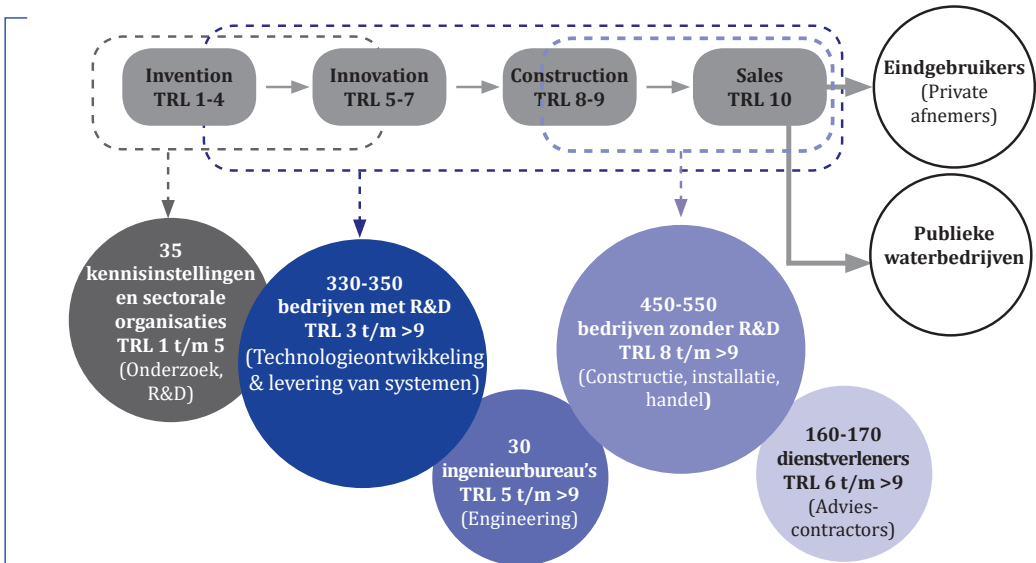 Invention
TRL 1-4
Innovation
TRL 5-7
Construction
TRL 8-9
Sales
TRL 10
Eindgebruikers
(Private
afnemers)
Publieke
waterbedrijven
35
kennisinstellingen
en sectorale
organisaties
TRL 1 t/m 5
(Onderzoek,
R&D)
330-350
bedrijven met R&D
TRL 3 t/m >9
(Technologieontwikkeling
& levering van systemen)
30
ingenieurbureau's
TRL 5 t/m >9
(Engineering)
450-550
bedrijven zonder R&D
TRL 8 t/m >9
(Constructie, installatie,
handel)
160-170
dienstverleners
TRL 6 t/m >9
(Advies-
contractors)